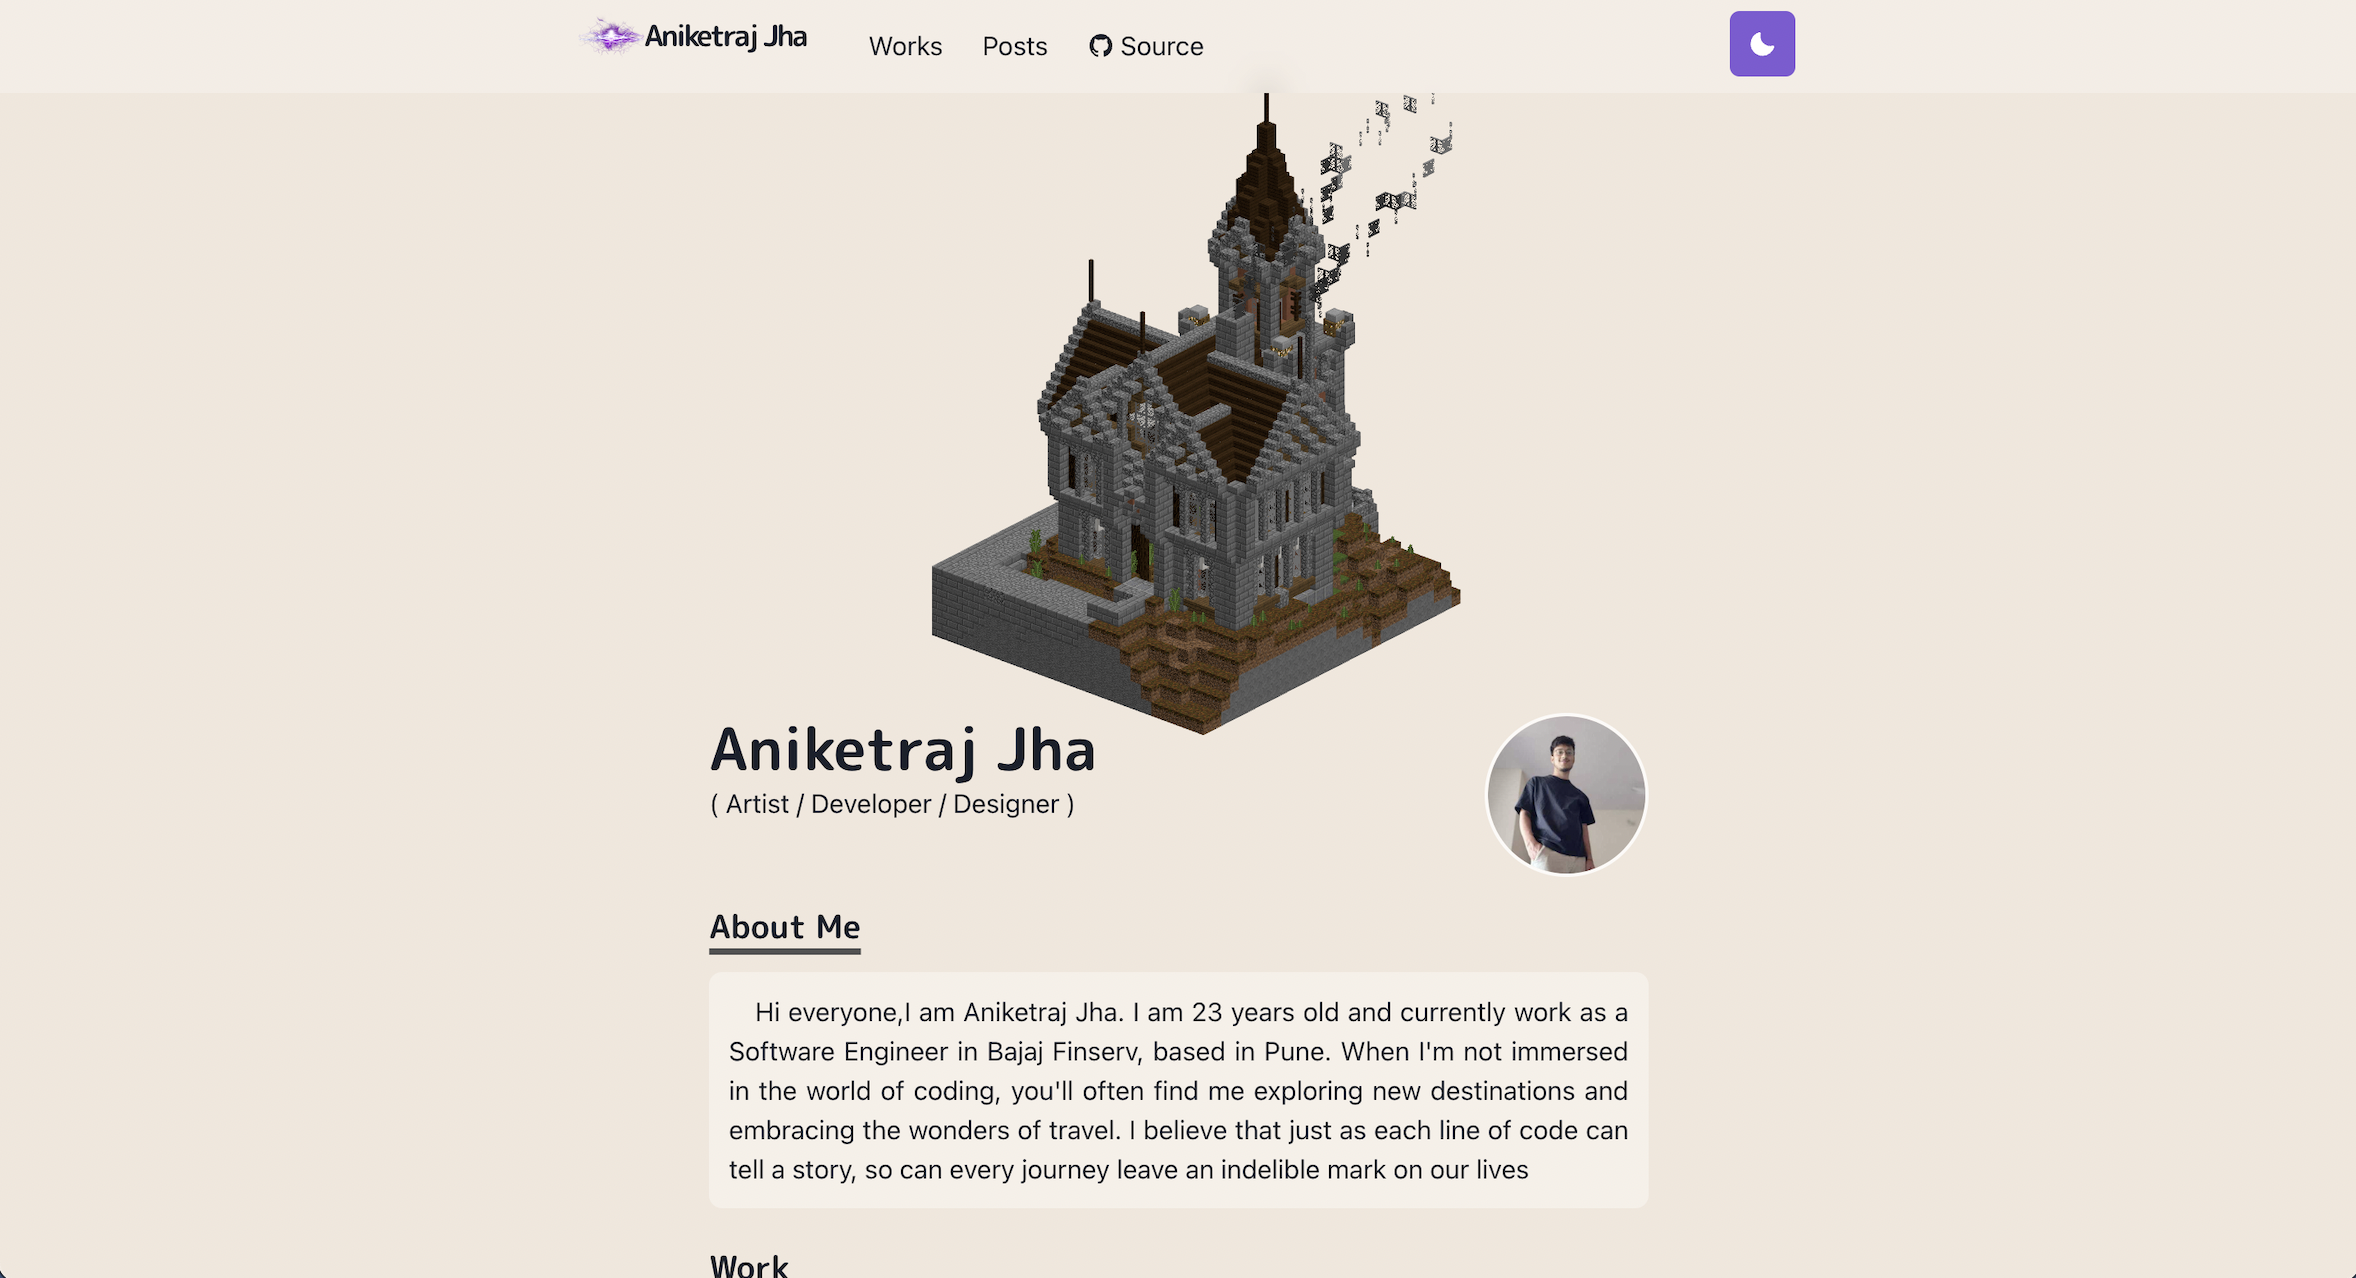 Aniketraj Jha
Works
Posts
Source
Aniketraj Jha
( Artist / Developer / Designer )
About Me
Hi everyone,I am Aniketraj Jha. I am 23 years old and currently work as a
Software Engineer in Bajaj Finserv, based in Pune. When I'm not immersed
in the world of coding, you'll often find me exploring new destinations and
embracing the wonders of travel. I believe that just as each line of code can
tell a story, so can every journey leave an indelible mark on our lives
Work